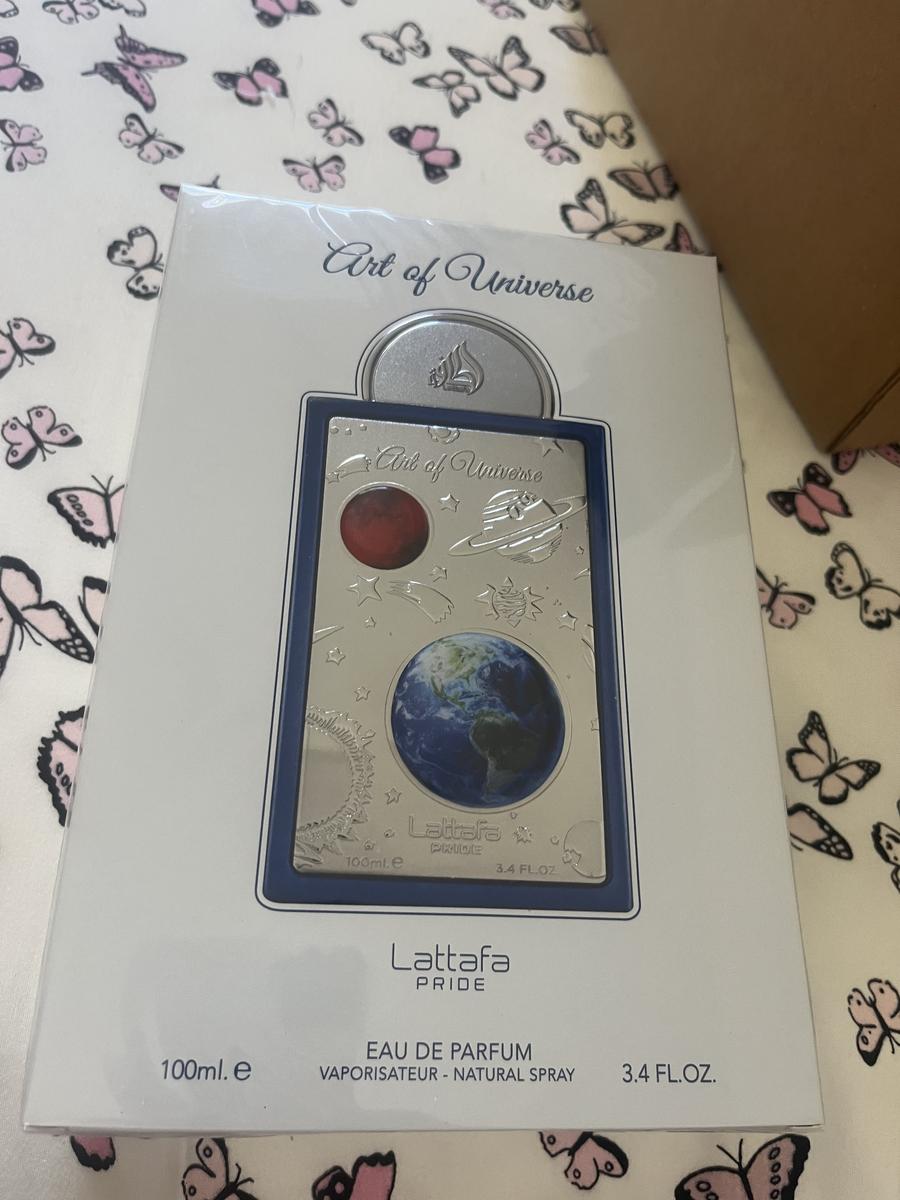 Art of Universe
لطافة
Art of Universe
Lattafa
PRIDE
100ml. e
3.4 FL.OZ.
Lattafa
PRIDE
EAU DE PARFUM
100ml. e
VAPORISATEUR - NATURAL SPRAY
3.4 FL.OZ.